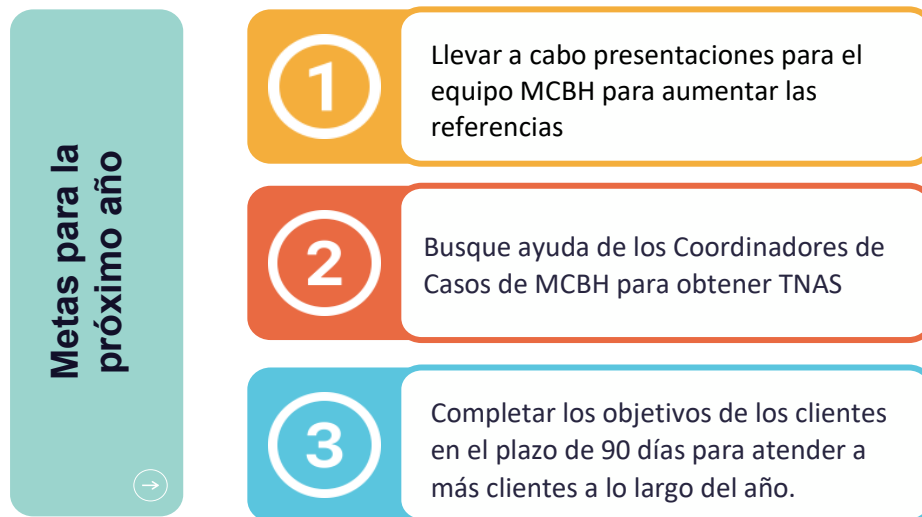 Metas para la
próximo año
1
Llevar a cabo presentaciones para el
equipo MCBH para aumentar las
referencias
2
Busque ayuda de los Coordinadores de
Casos de MCBH para obtener TNAS
3
Completar los objetivos de los clientes
en el plazo de 90 días para atender a
más clientes a lo largo del año.